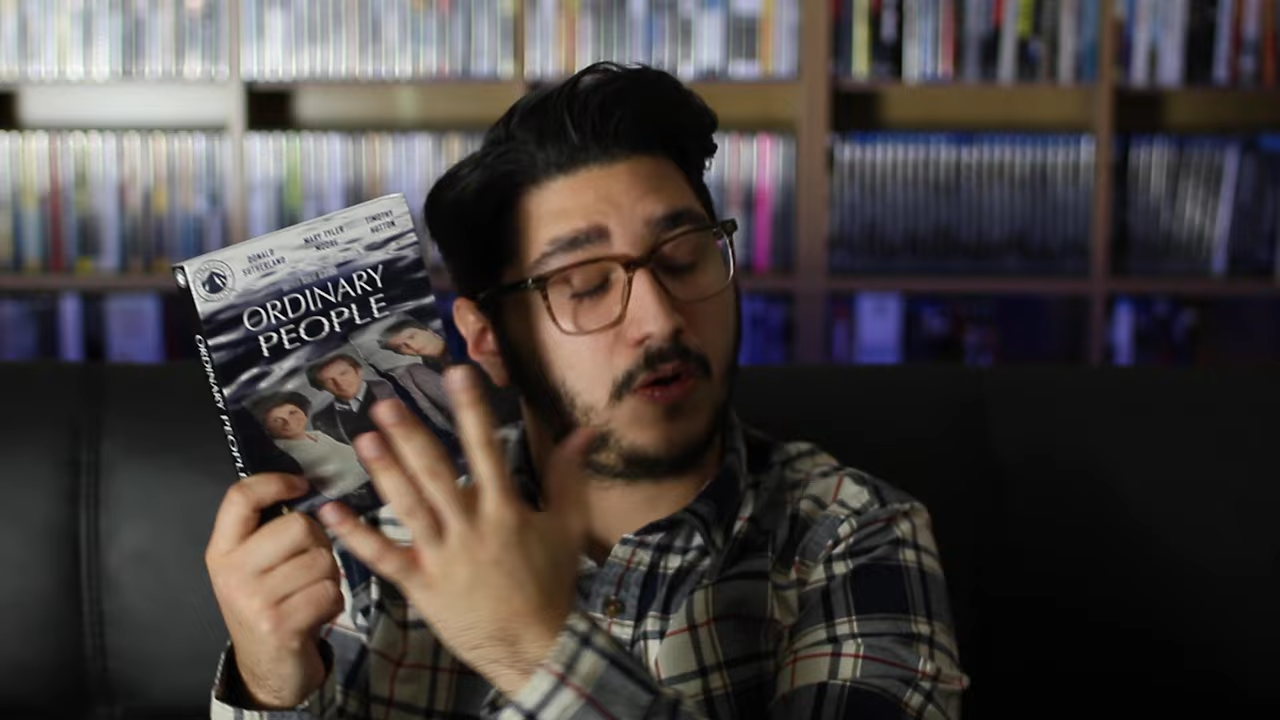 DONALD
SUTHERLAND
MARY TYLER
MOORE
TIMOTHY
HUTTON
ORDINARY
PEOPLE
ORDINARY PEOPLE